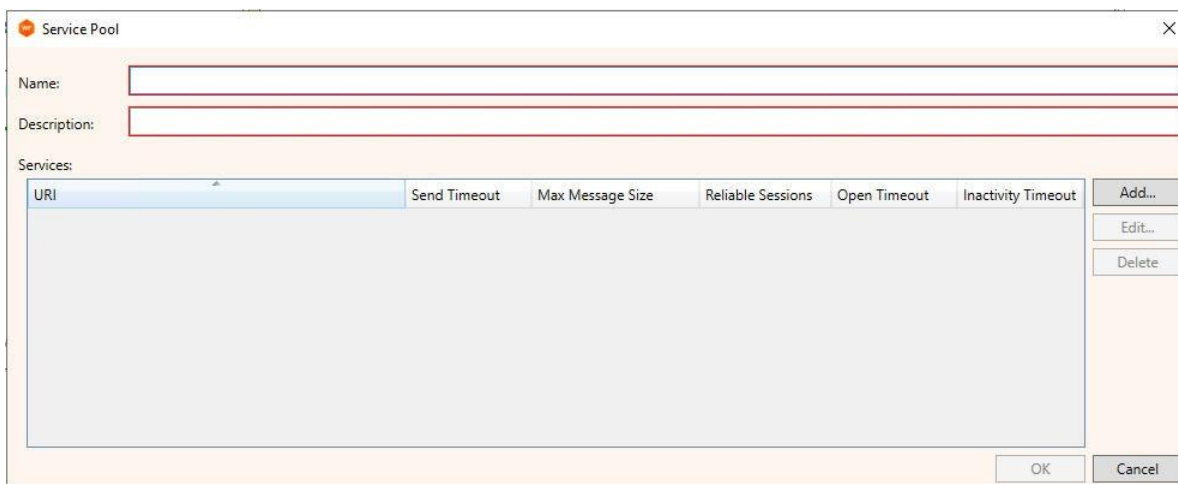 Service Pool
Name:
Description:
Services:
URI Send Timeout Max Message Size Reliable Sessions Open Timeout Inactivity Timeout Add...
Edit...
Delete
OK Cancel